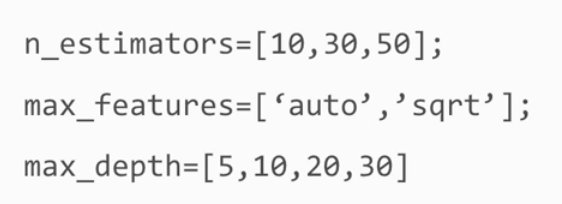 n_estimators=[10,30,50];
max_features=[‘auto’,’sqrt’];
max_depth=[5,10,20,30]